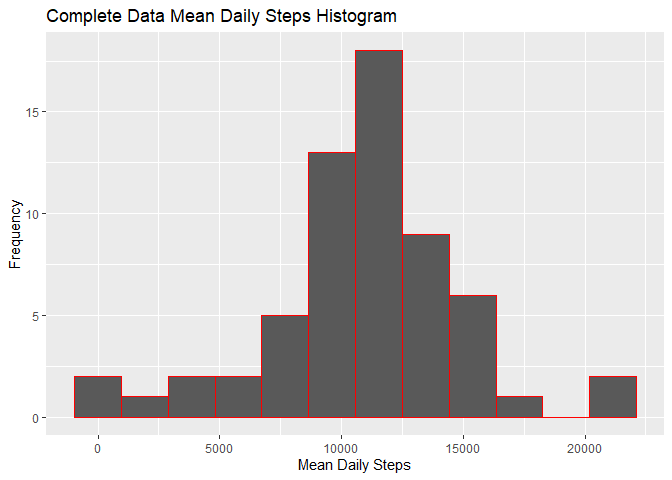 Complete Data Mean Daily Steps Histogram
15
10
5
0
Frequency
0 5000 10000 15000 20000
Mean Daily Steps